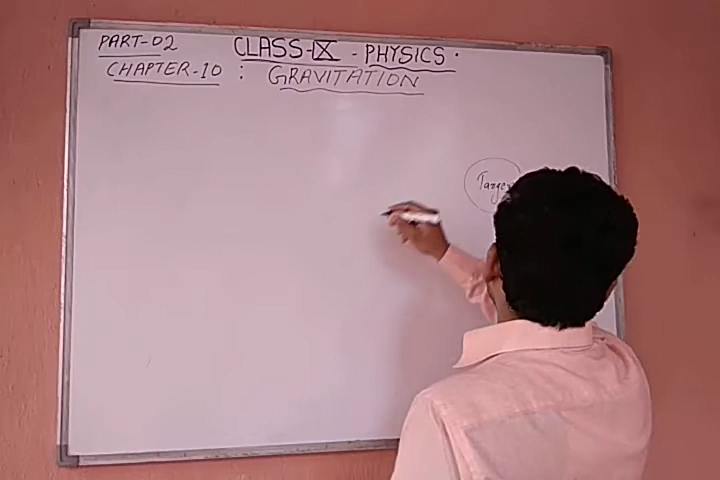 PART-02 CLASS-IX - PHYSICS.
CHAPTER-10 : GRAVITATION